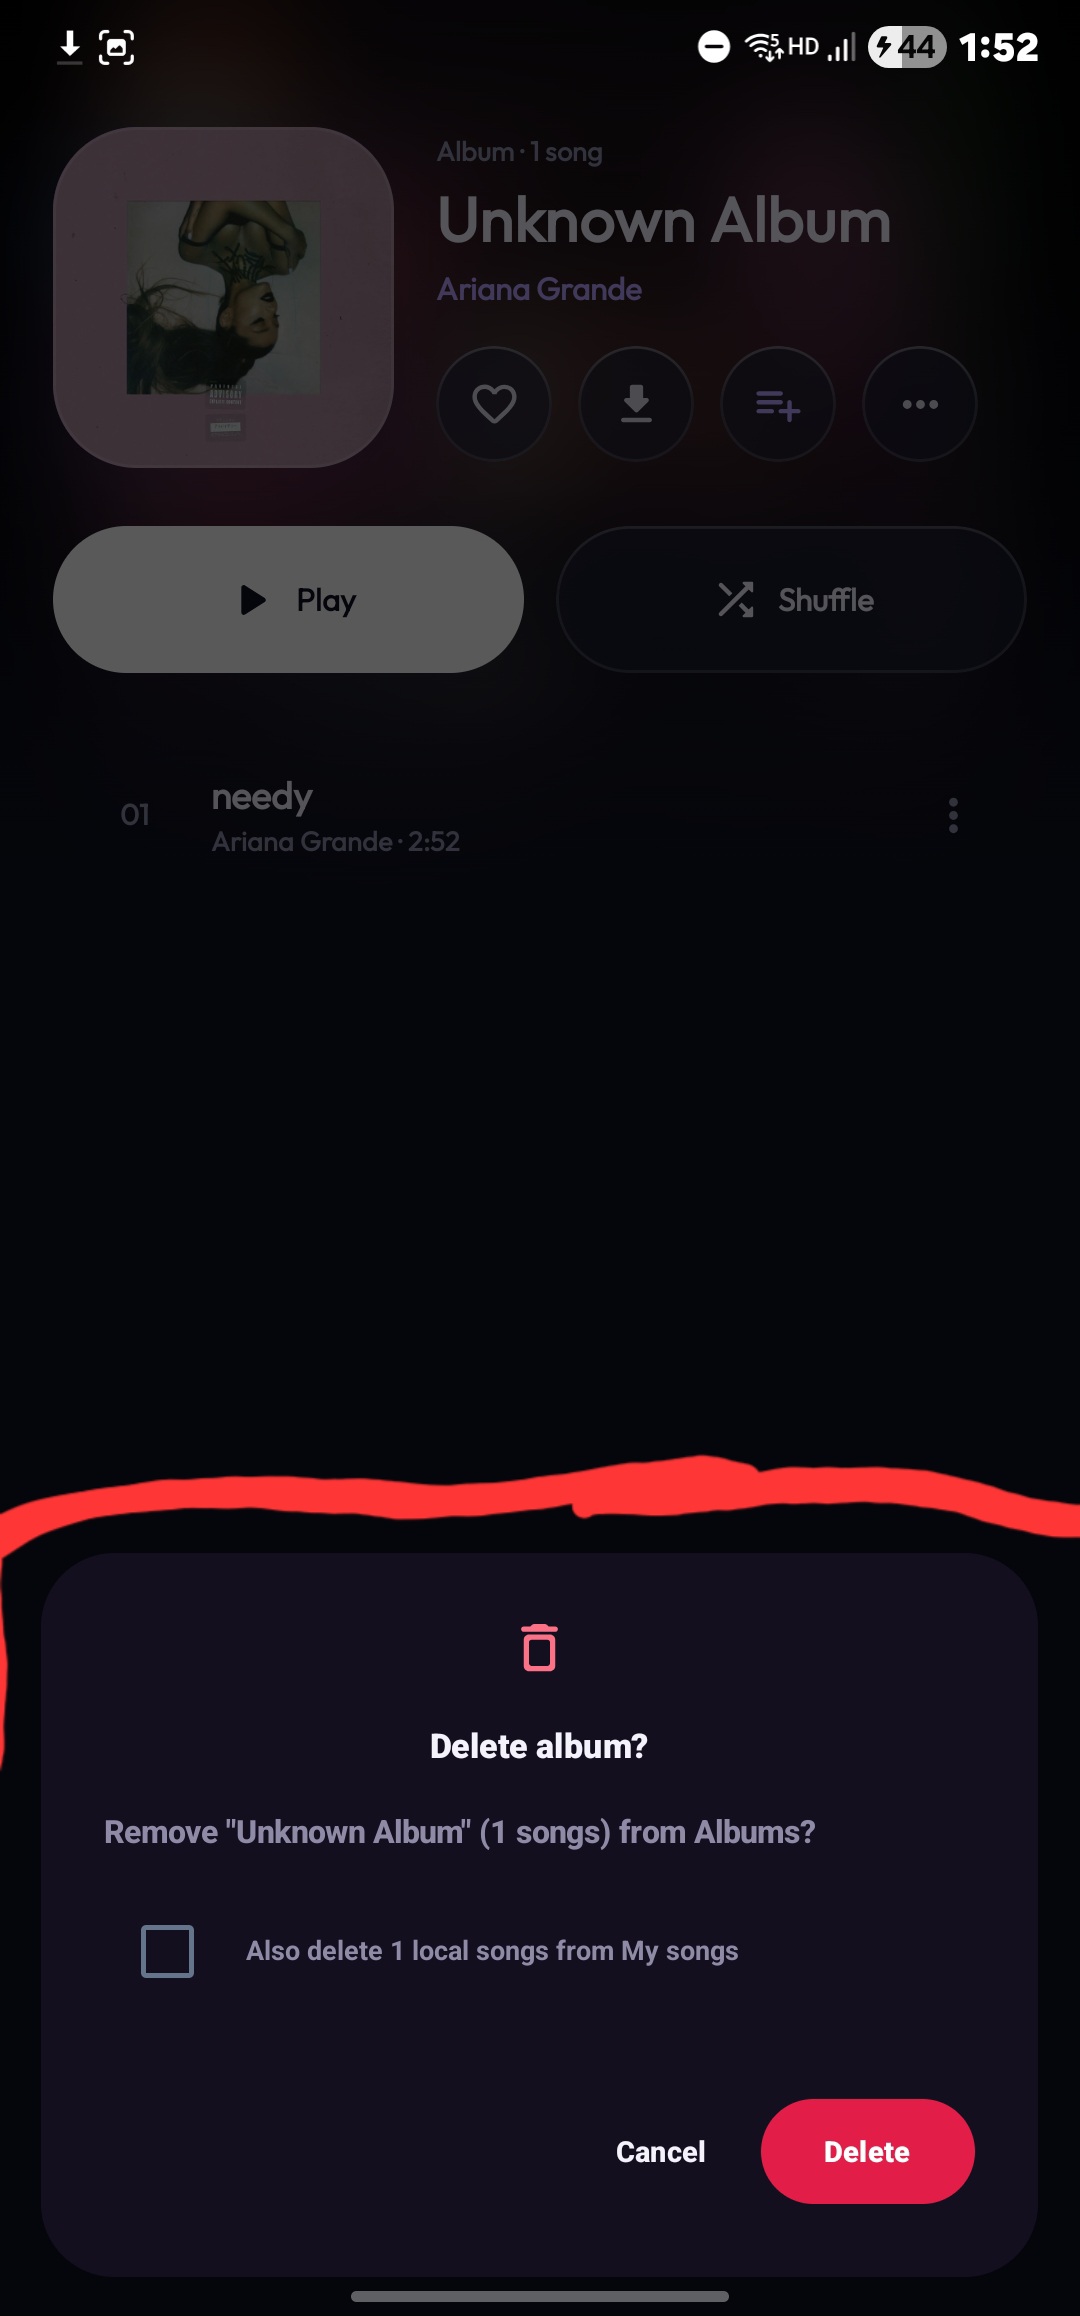 HD 44 1:52
Album · 1 song
Unknown Album
Ariana Grande
Play
Shuffle
01
needy
Ariana Grande · 2:52
Delete album?
Remove "Unknown Album" (1 songs) from Albums?
Also delete 1 local songs from My songs
Cancel
Delete